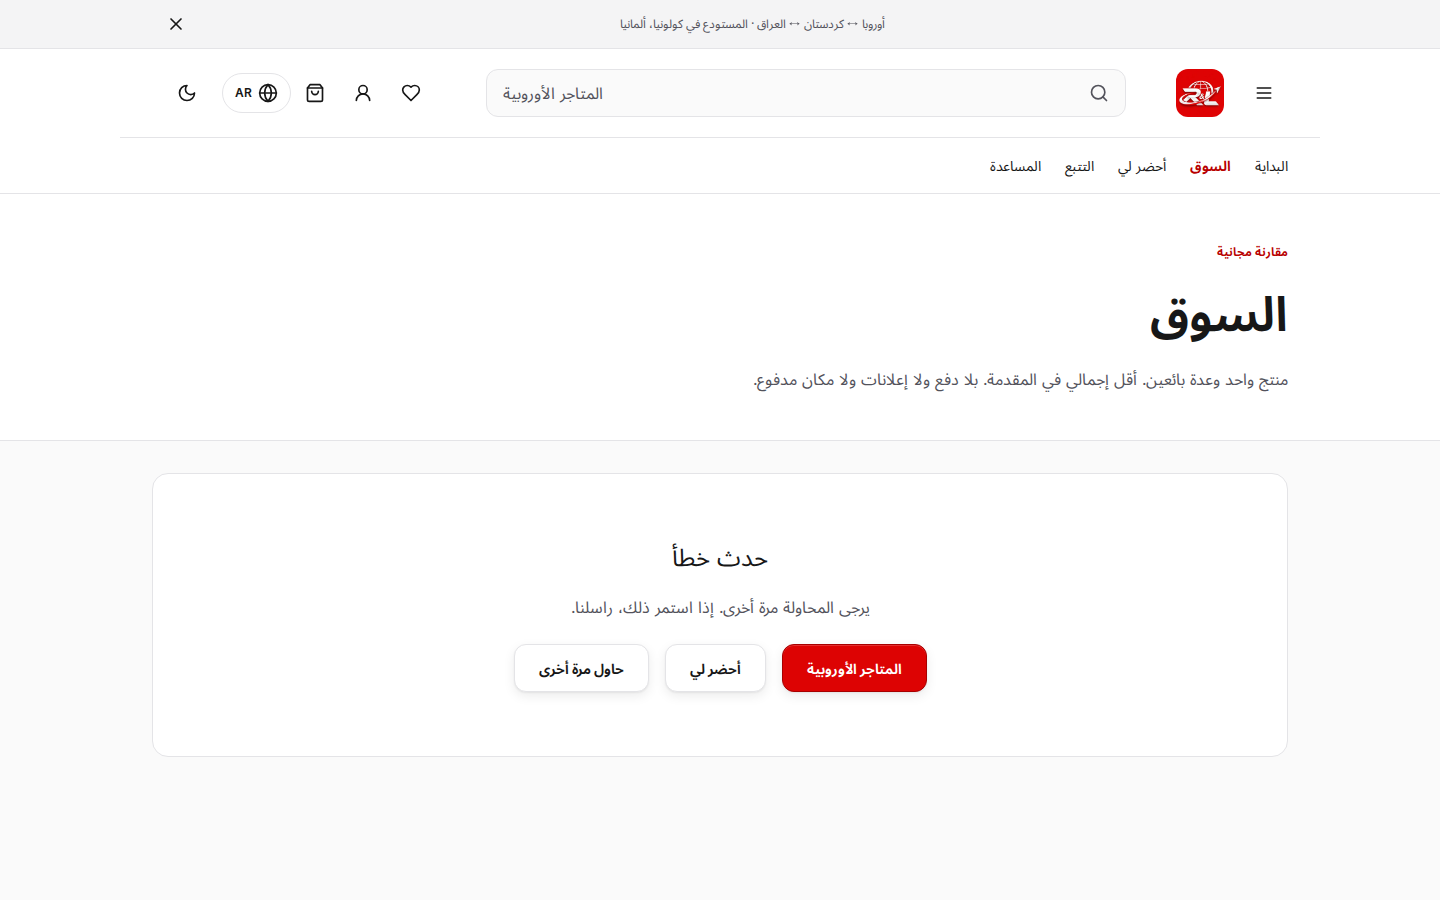 أوروبا ↔ كردستان ↔ العراق · المستودع في كولونيا، ألمانيا
المتاجر الأوروبية
AR
البداية
السوق
أحضر لي
التتبع
المساعدة
مقارنة مجانية
السوق
منتج واحد وعدة بائعين. أقل إجمالي في المقدمة. بلا دفع ولا إعلانات ولا مكان مدفوع.
حدث خطأ
يرجى المحاولة مرة أخرى. إذا استمر ذلك، راسلنا.
المتاجر الأوروبية
أحضر لي
حاول مرة أخرى